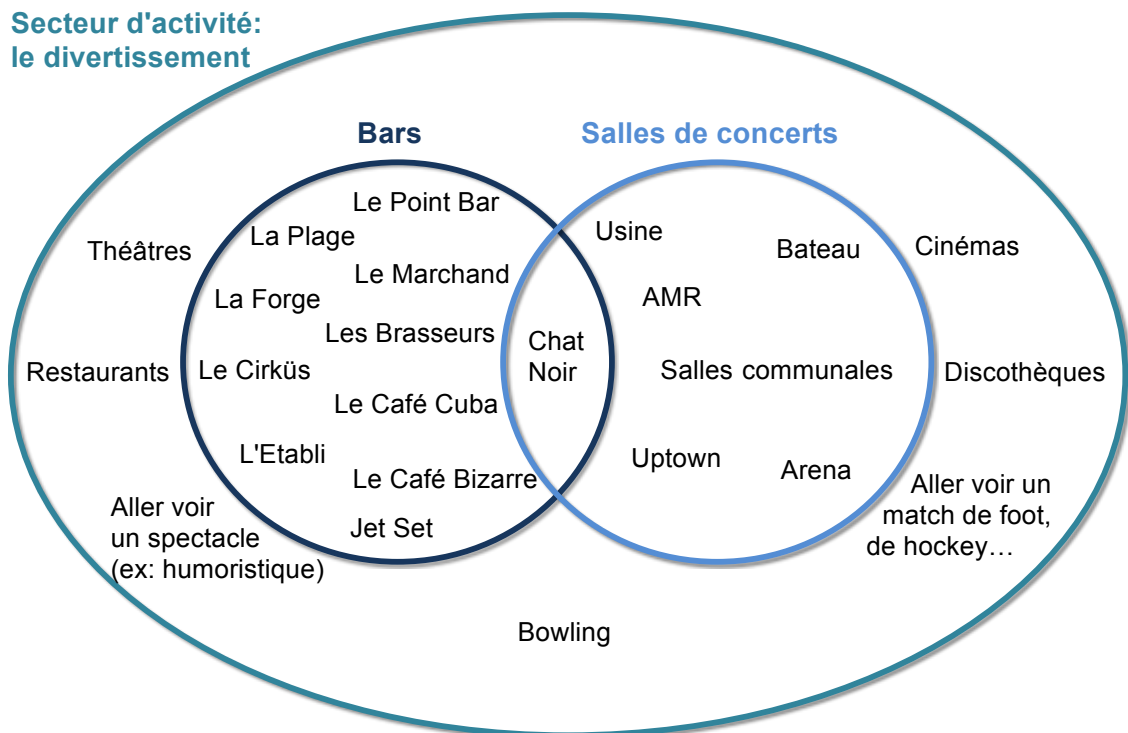 Secteur d'activité:
le divertissement
Bars
Salles de concerts
Le Point Bar
La Plage
Le Marchand
La Forge
Les Brasseurs
Le Cirküs
Le Café Cuba
L'Etabli
Le Café Bizarre
Jet Set
Chat
Noir
Usine
Bateau
AMR
Salles communales
Uptown
Arena
Théâtres
Restaurants
Aller voir
un spectacle
(ex: humoristique)
Cinémas
Discothèques
Aller voir un
match de foot,
de hockey…
Bowling